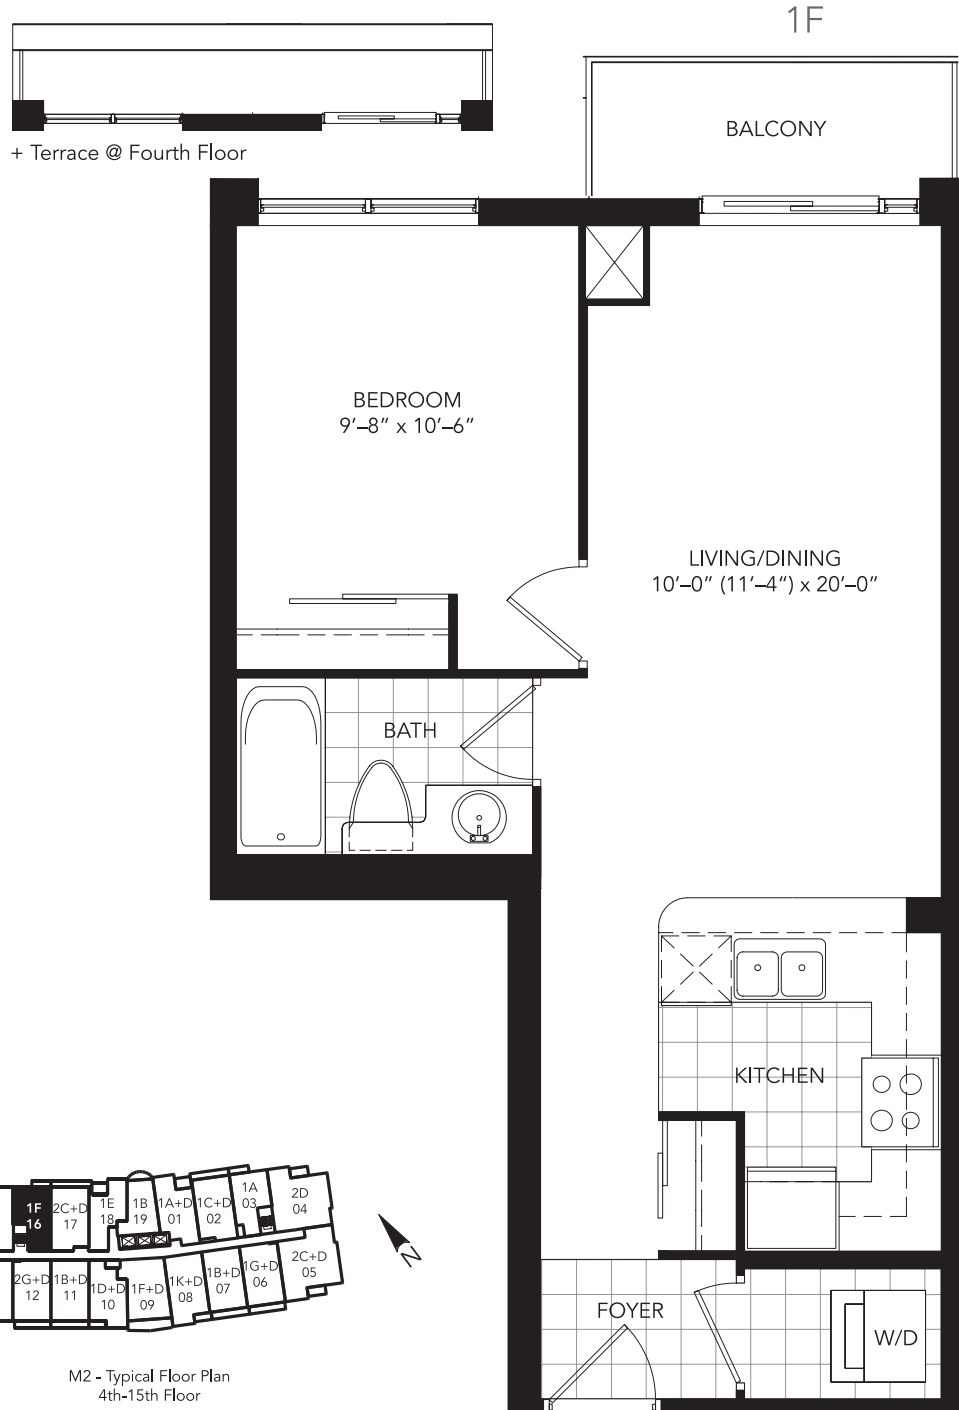 1F
BALCONY
+ Terrace @ Fourth Floor
BEDROOM
9'–8" x 10'–6"
LIVING/DINING
10'–0" (11'–4") x 20'–0"
BATH
KITCHEN
FOYER
W/D
1F
16
2C+D
17
1E
18
1B
19
1A+D
01
1C+D
02
1A
03
2D
04
2G+D
12
1B+D
11
1D+D
10
1F+D
09
1K+D
08
1B+D
07
1G+D
06
2C+D
05
N
M2 - Typical Floor Plan
4th-15th Floor